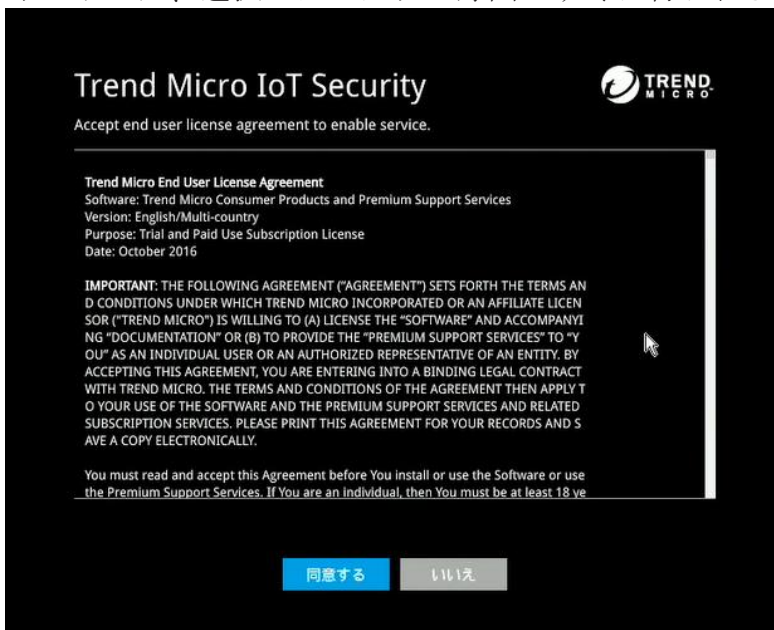 Trend Micro IoT Security
TREND
MICRO
Accept end user license agreement to enable service.
Trend Micro End User License Agreement
Software: Trend Micro Consumer Products and Premium Support Services
Version: English/Multi-country
Purpose: Trial and Paid Use Subscription License
Date: October 2016
IMPORTANT: THE FOLLOWING AGREEMENT ("AGREEMENT") SETS FORTH THE TERMS AN
D CONDITIONS UNDER WHICH TREND MICRO INCORPORATED OR AN AFFILIATE LICEN
SOR ("TREND MICRO") IS WILLING TO (A) LICENSE THE “SOFTWARE” AND ACCOMPANYI
NG “DOCUMENTATION” OR (B) TO PROVIDE THE “PREMIUM SUPPORT SERVICES” TO “Y
OU” AS AN INDIVIDUAL USER OR AN AUTHORIZED REPRESENTATIVE OF AN ENTITY. BY
ACCEPTING THIS AGREEMENT, YOU ARE ENTERING INTO A BINDING LEGAL CONTRACT
WITH TREND MICRO. THE TERMS AND CONDITIONS OF THE AGREEMENT THEN APPLY T
O YOUR USE OF THE SOFTWARE AND THE PREMIUM SUPPORT SERVICES AND RELATED
SUBSCRIPTION SERVICES. PLEASE PRINT THIS AGREEMENT FOR YOUR RECORDS AND S
AVE A COPY ELECTRONICALLY.
You must read and accept this Agreement before You install or use the Software or use
the Premium Support Services. If You are an individual, then You must be at least 18 ye
同意する
いいえ